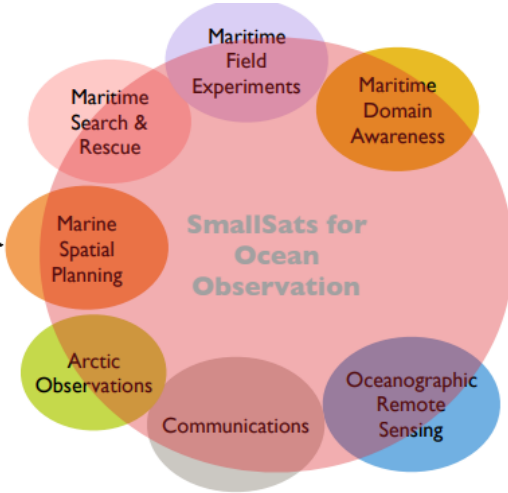 Maritime
Field
Experiments
Maritime
Domain
Awareness
Maritime
Search &
Rescue
Marine
Spatial
Planning
SmallSats for
Ocean
Observation
Arctic
Observations
Communications
Oceanographic
Remote
Sensing